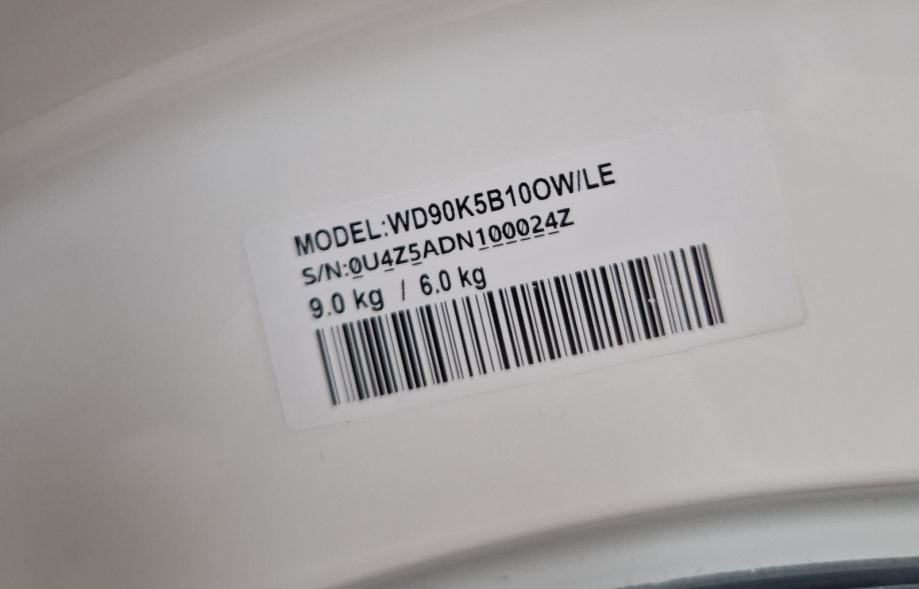 MODEL:WD90K5B10OW/LE
S/N:0U4Z5ADN100024Z
9.0 kg / 6.0 kg